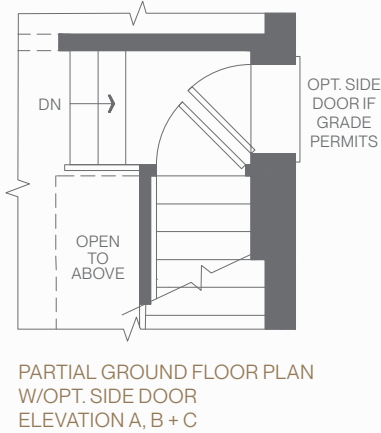 DN
OPT. SIDE
DOOR IF
GRADE
PERMITS
OPEN
TO
ABOVE
PARTIAL GROUND FLOOR PLAN
W/OPT. SIDE DOOR
ELEVATION A, B + C